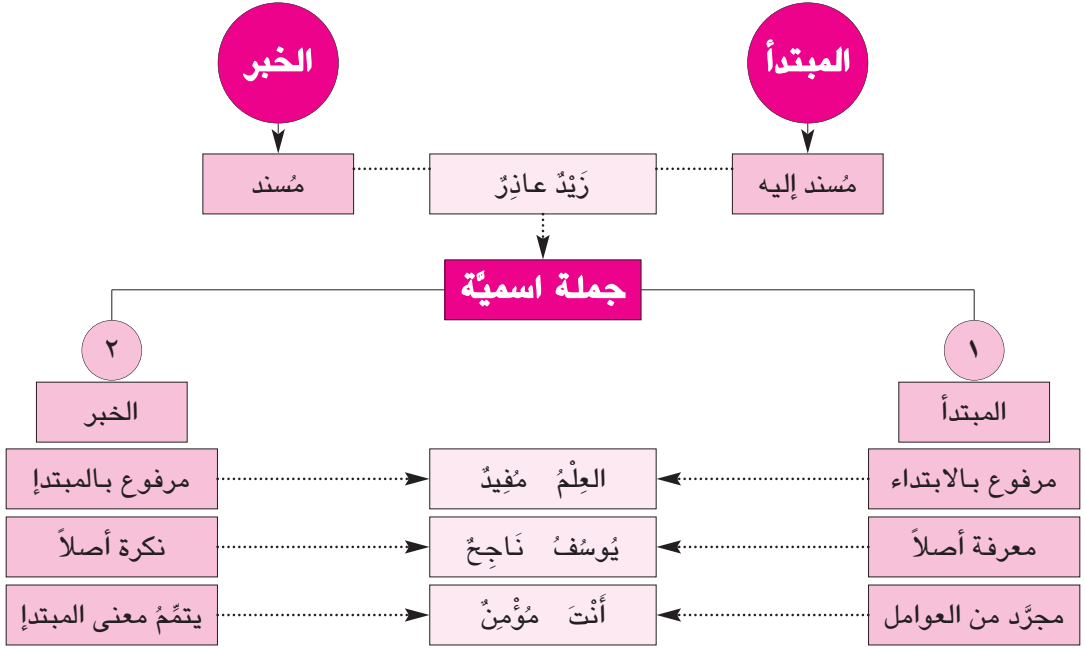 المبتدأ
الخبر
مُسند إليه
زَيْدٌ عاذِرٌ
مُسند
جملة اسميَّة
١
٢
المبتدأ
الخبر
مرفوع بالابتداء
العِلْمُ مُفِيدٌ
مرفوع بالمبتدإ
معرفة أصلاً
يُوسُفُ نَاجِحٌ
نكرة أصلاً
مجرَّد من العوامل
أَنْتَ مُؤْمِنٌ
يتمِّمُ معنى المبتدإ